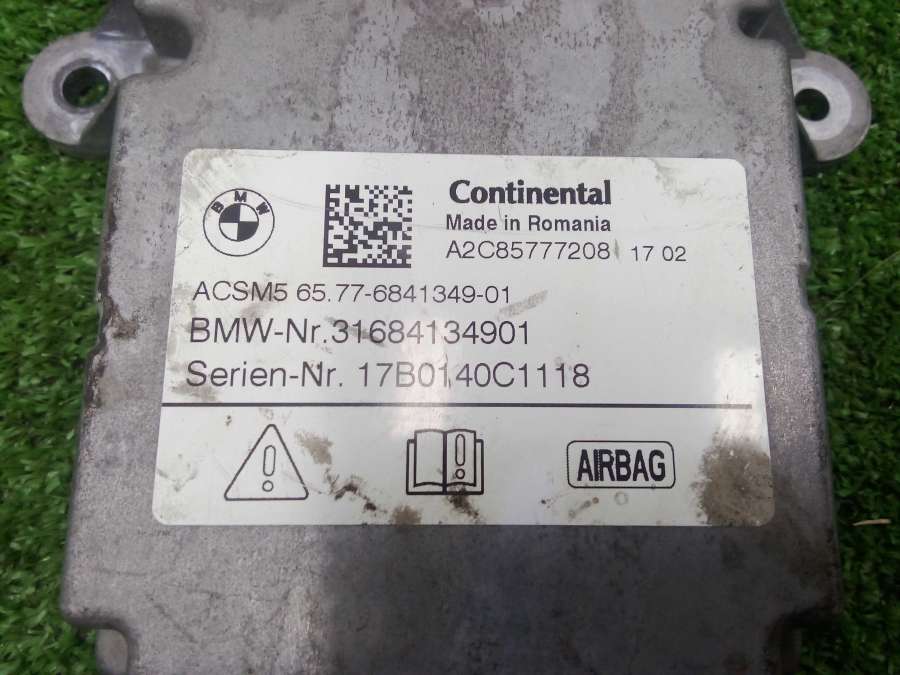 BMW
Continental
Made in Romania
A2C85777208 17 02
ACSM5 65.77-6841349-01
BMW-Nr.31684134901
Serien-Nr. 17B0140C1118
AIRBAG